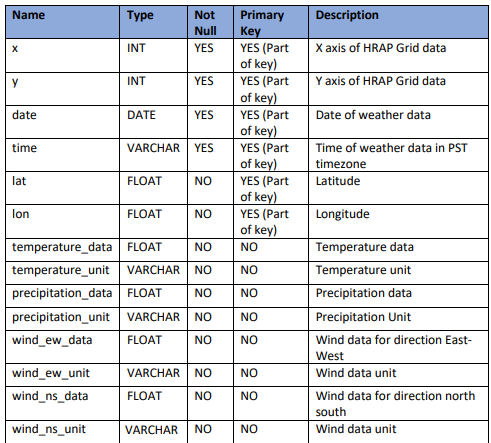 Name Type Not Null Primary Key Description
x INT YES YES (Part of key) X axis of HRAP Grid data
y INT YES YES (Part of key) Y axis of HRAP Grid data
date DATE YES YES (Part of key) Date of weather data
time VARCHAR YES YES (Part of key) Time of weather data in PST timezone
lat FLOAT NO YES (Part of key) Latitude
lon FLOAT NO YES (Part of key) Longitude
temperature_data FLOAT NO NO Temperature data
temperature_unit VARCHAR NO NO Temperature unit
precipitation_data FLOAT NO NO Precipitation data
precipitation_unit VARCHAR NO NO Precipitation Unit
wind_ew_data FLOAT NO NO Wind data for direction East-West
wind_ew_unit VARCHAR NO NO Wind data unit
wind_ns_data FLOAT NO NO Wind data for direction north south
wind_ns_unit VARCHAR NO NO Wind data unit